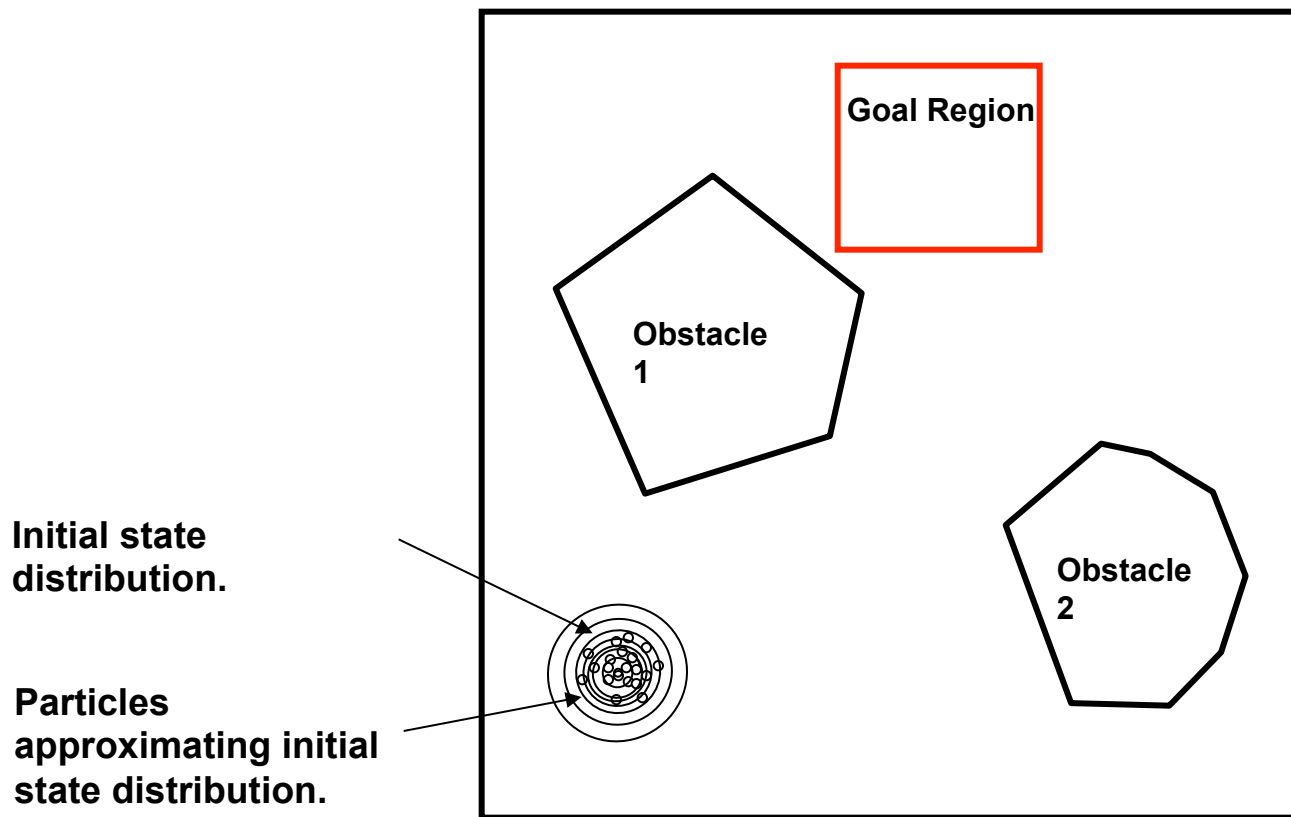 Goal Region
Obstacle
1
Initial state
distribution.
Obstacle
2
Particles
approximating initial
state distribution.